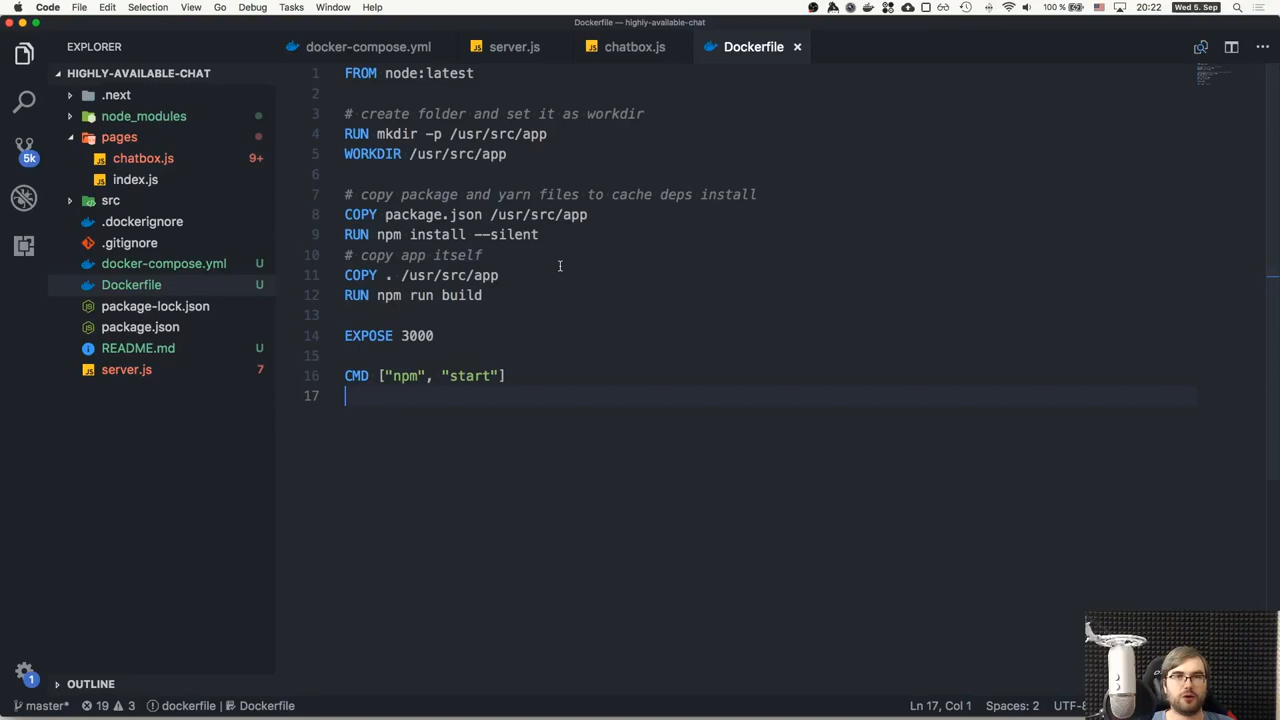 Code File Edit Selection View Go Debug Tasks Window Help 100 % 20:22 Wed 5. Sep
Dockerfile — highly-available-chat
EXPLORER
docker-compose.yml
server.js
chatbox.js
Dockerfile
HIGHLY-AVAILABLE-CHAT
.next
node_modules
pages
chatbox.js 9+
index.js
src
.dockerignore
.gitignore
docker-compose.yml U
Dockerfile U
package-lock.json
package.json
README.md U
server.js 7
5k
1
OUTLINE
1 FROM node:latest
2
3 # create folder and set it as workdir
4 RUN mkdir -p /usr/src/app
5 WORKDIR /usr/src/app
6
7 # copy package and yarn files to cache deps install
8 COPY package.json /usr/src/app
9 RUN npm install --silent
10 # copy app itself
11 COPY . /usr/src/app
12 RUN npm run build
13
14 EXPOSE 3000
15
16 CMD ["npm", "start"]
17
master* 19 3 dockerfile | Dockerfile Ln 17, Col 1 Spaces: 2